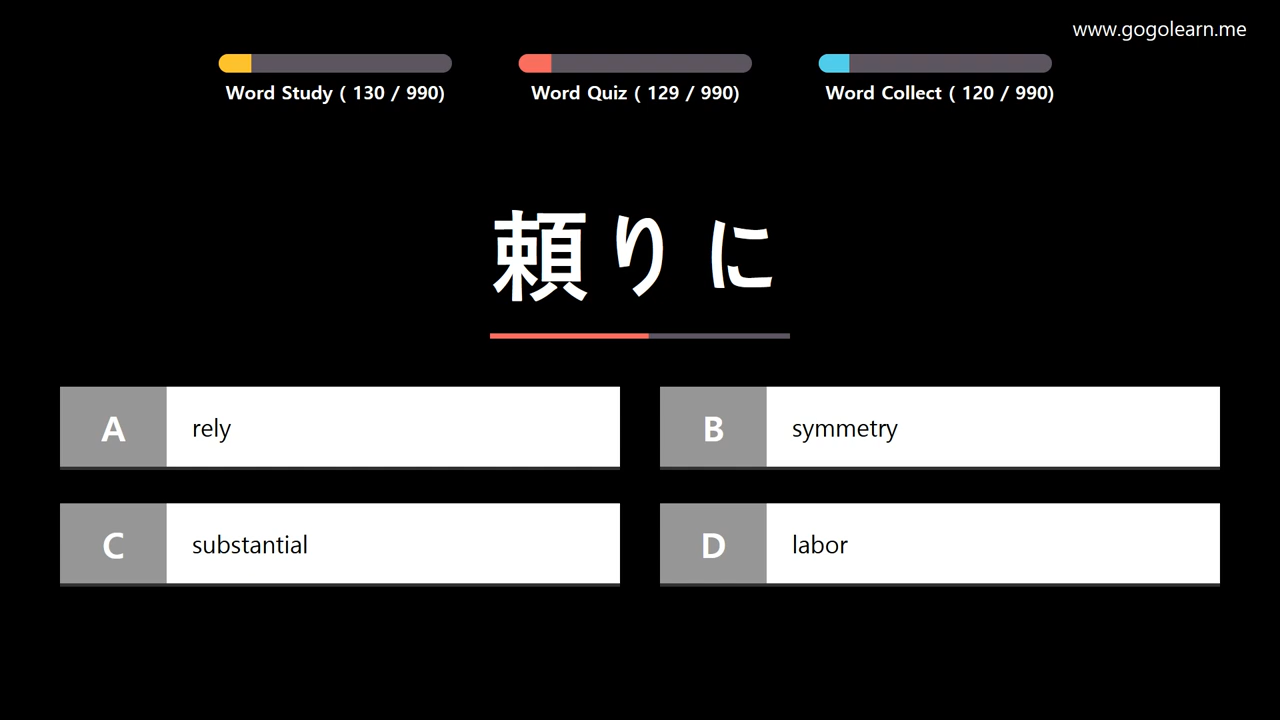 www.gogolearn.me
Word Study ( 130 / 990)
Word Quiz ( 129 / 990)
Word Collect ( 120 / 990)
頼りに
A rely
B symmetry
C substantial
D labor